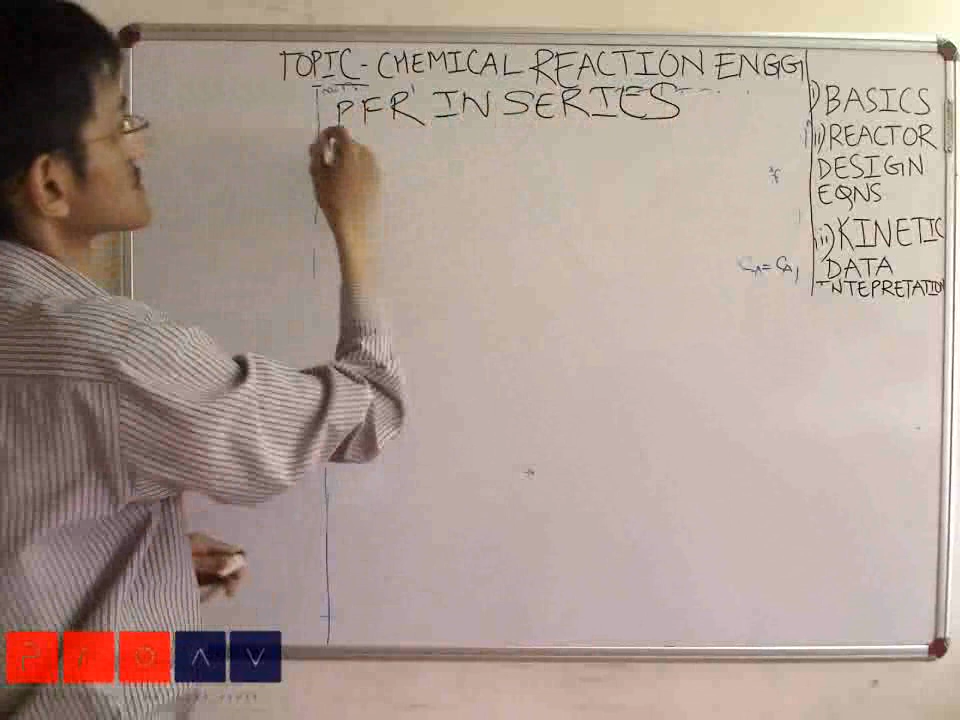 TOPIC - CHEMICAL REACTION ENGG
PFR IN SERIES
i) BASICS
ii) REACTOR
DESIGN
EQNS
iii) KINETIC
DATA
INTEPRETATION
CA = CA1